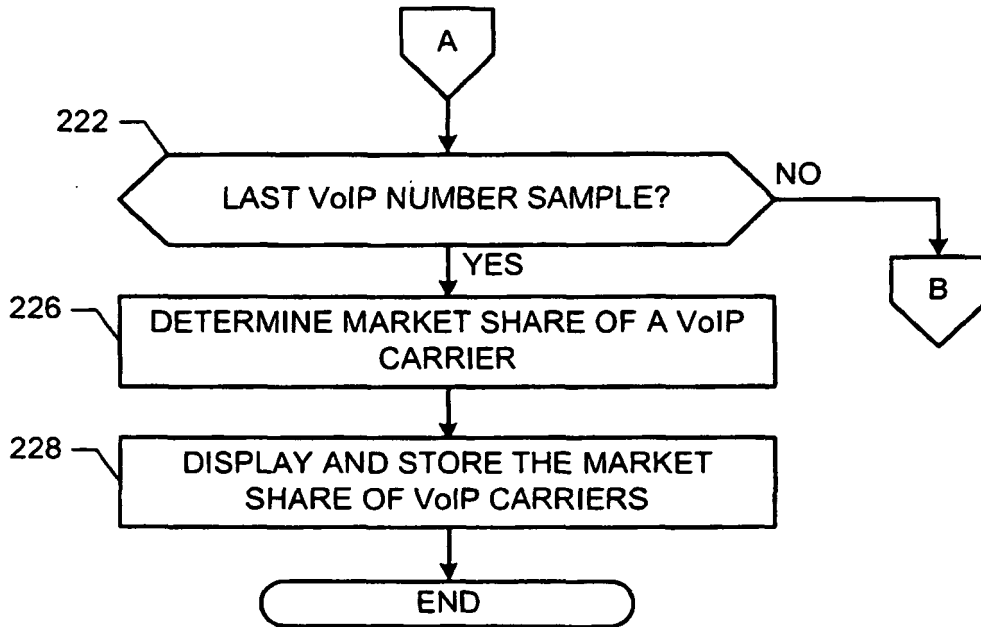 A
222
LAST VoIP NUMBER SAMPLE?
NO
YES
B
226
DETERMINE MARKET SHARE OF A VoIP
CARRIER
228
DISPLAY AND STORE THE MARKET
SHARE OF VoIP CARRIERS
END